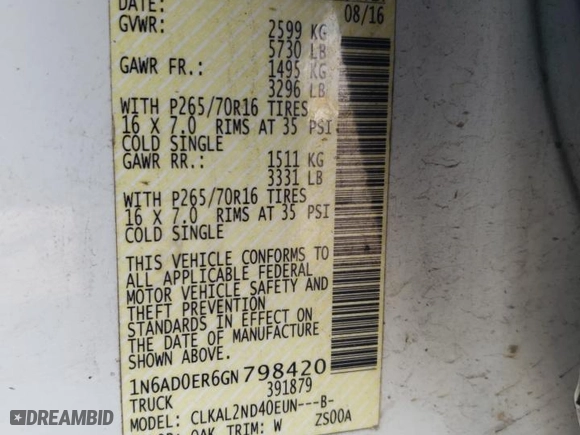 DATE:
08/16
GVWR:
2599 KG
5730 LB
GAWR FR.:
1495 KG
3296 LB
WITH P265/70R16 TIRES
16 X 7.0 RIMS AT 35 PSI
COLD SINGLE
GAWR RR.:
1511 KG
3331 LB
WITH P265/70R16 TIRES
16 X 7.0 RIMS AT 35 PSI
COLD SINGLE
THIS VEHICLE CONFORMS TO
ALL APPLICABLE FEDERAL
MOTOR VEHICLE SAFETY AND
THEFT PREVENTION
STANDARDS IN EFFECT ON
THE DATE OF MANUFACTURE
SHOWN ABOVE.
1N6AD0ER6GN798420
TRUCK 391879
MODEL: CLKAL2ND40EUN---B-
QAK TRIM: W ZS00A
BIDCARS